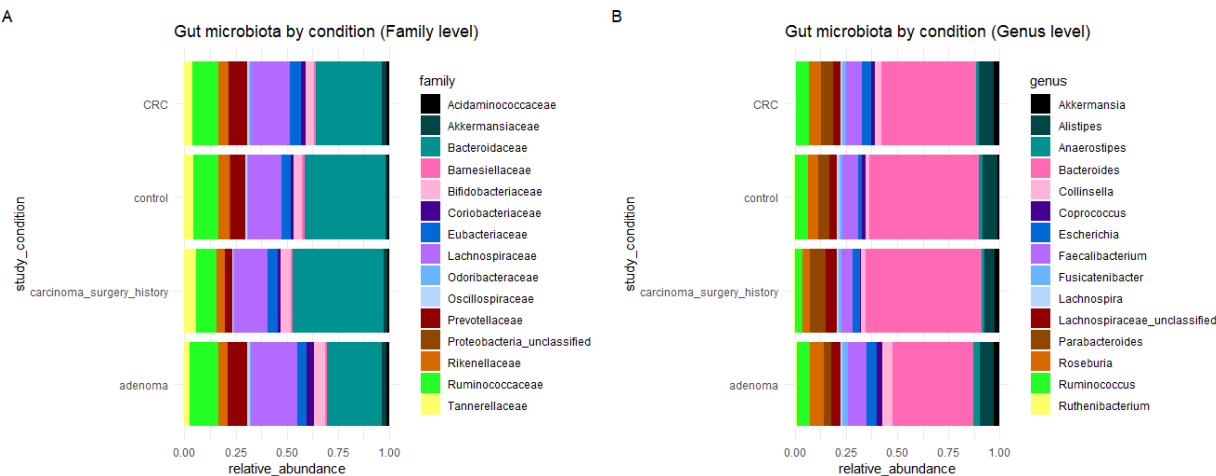 A
Gut microbiota by condition (Family level)
study_condition
CRC
control
carcinoma_surgery_history
adenoma
0.00 0.25 0.50 0.75 1.00
relative_abundance
family
Acidaminococcaceae
Akkermansiaceae
Bacteroidaceae
Barnesiellaceae
Bifidobacteriaceae
Coriobacteriaceae
Eubacteriaceae
Lachnospiraceae
Odoribacteraceae
Oscillospiraceae
Prevotellaceae
Proteobacteria_unclassified
Rikenellaceae
Ruminococcaceae
Tannerellaceae
B
Gut microbiota by condition (Genus level)
study_condition
CRC
control
carcinoma_surgery_history
adenoma
0.00 0.25 0.50 0.75 1.00
relative_abundance
genus
Akkermansia
Alistipes
Anaerostipes
Bacteroides
Collinsella
Coprococcus
Escherichia
Faecalibacterium
Fusicatenibacter
Lachnospira
Lachnospiraceae_unclassified
Parabacteroides
Roseburia
Ruminococcus
Ruthenibacterium